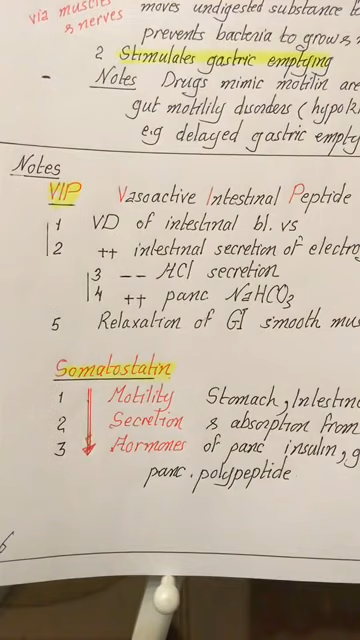 via muscles
& nerves
moves undigested substance
prevents bacteria to grow &
2 Stimulates gastric emptying
- Notes Drugs mimic motilin are
gut motility disorders (hypok
e.g delayed gastric empty
Notes
VIP Vasoactive Intestinal Peptide
1 VD of intestinal bl. vs
2 ++ intestinal secretion of electro
3 -- HCl secretion
4 ++ panc NaHCO3
5 Relaxation of GI smooth mus
Somatostatin
1 Motility Stomach, Intestin
2 Secretion & absorption from
3 Hormones of panc insulin, g
panc. polypeptide
6